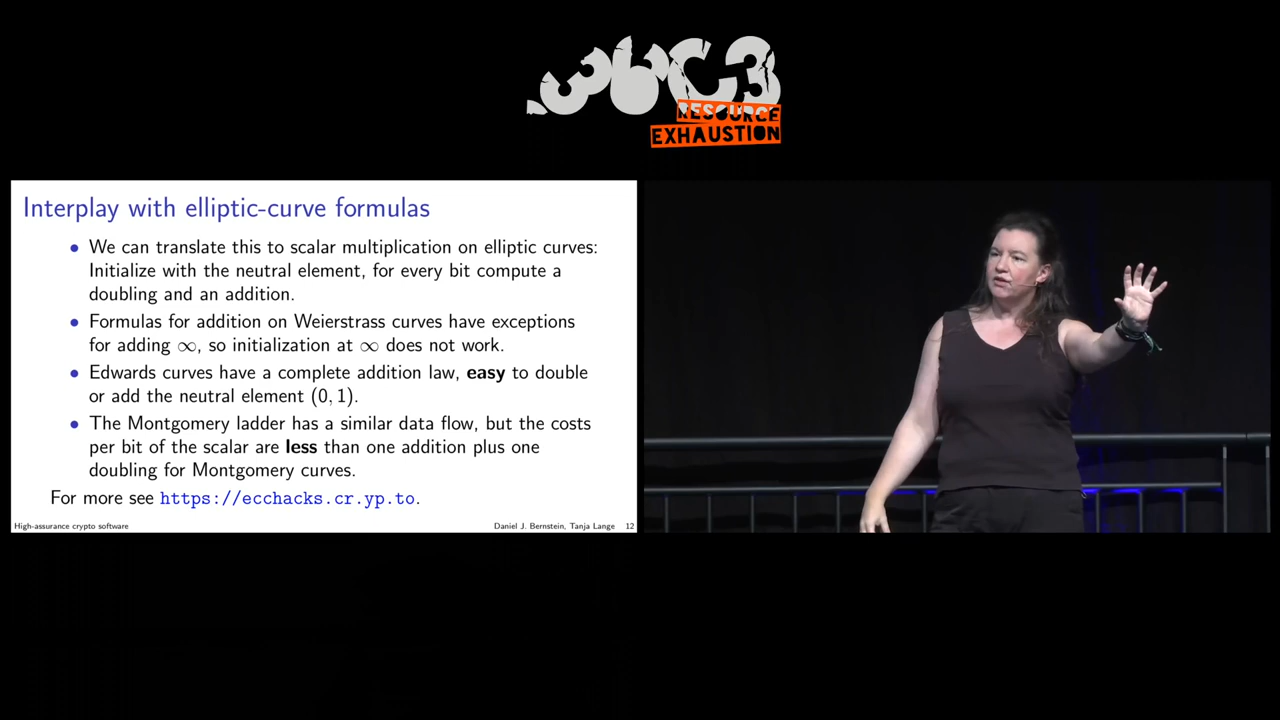 36C3
RESOURCE
EXHAUSTION
Interplay with elliptic-curve formulas
• We can translate this to scalar multiplication on elliptic curves:
Initialize with the neutral element, for every bit compute a
doubling and an addition.
• Formulas for addition on Weierstrass curves have exceptions
for adding ∞, so initialization at ∞ does not work.
• Edwards curves have a complete addition law, easy to double
or add the neutral element (0, 1).
• The Montgomery ladder has a similar data flow, but the costs
per bit of the scalar are less than one addition plus one
doubling for Montgomery curves.
For more see https://ecchacks.cr.yp.to.
High-assurance crypto software
Daniel J. Bernstein, Tanja Lange 12